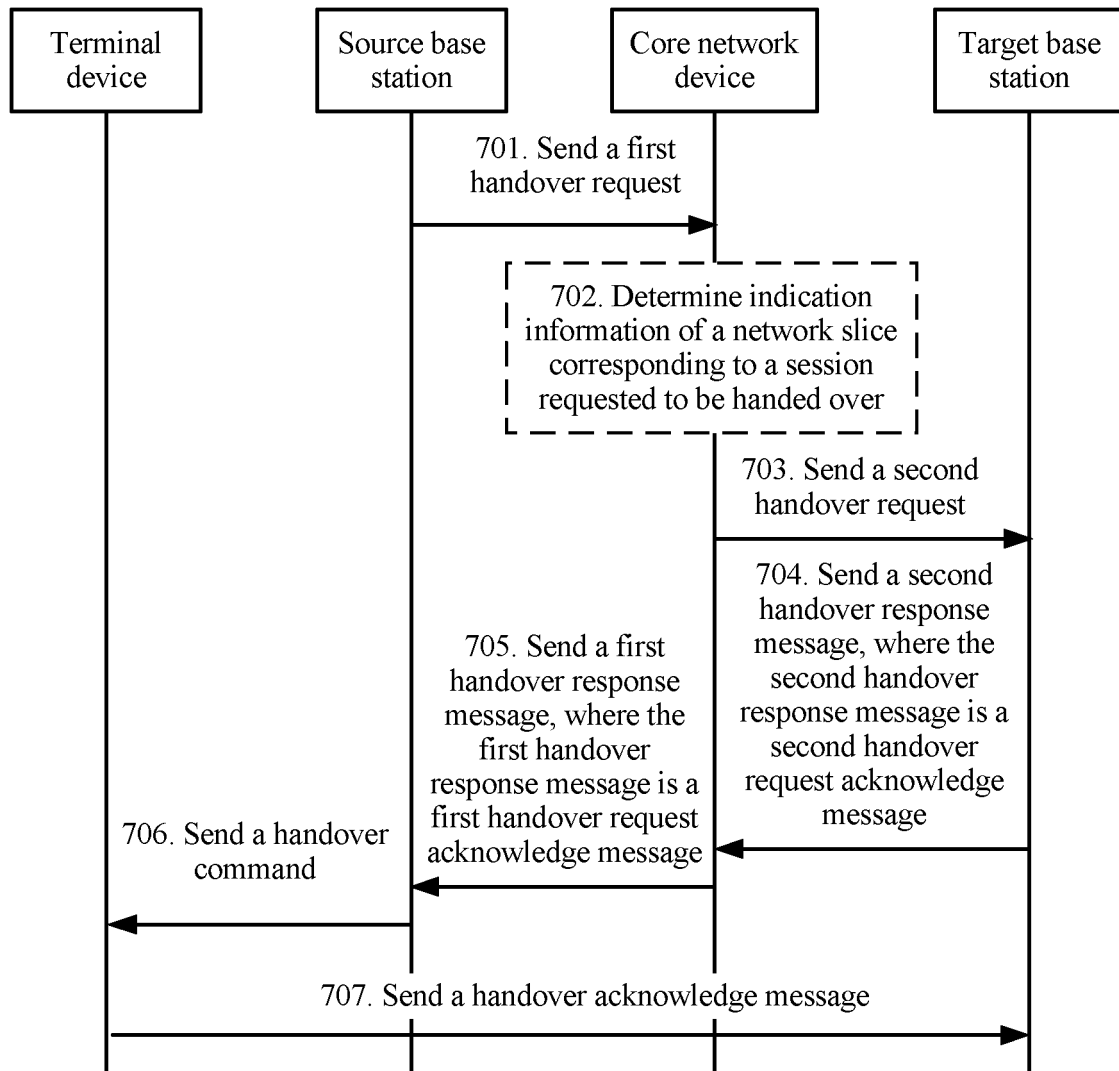 Terminal
device
Source base
station
Core network
device
Target base
station
701. Send a first
handover request
702. Determine indication
information of a network slice
corresponding to a session
requested to be handed over
703. Send a second
handover request
704. Send a second
handover response
message, where the
second handover
response message is a
second handover
request acknowledge
message
705. Send a first
handover response
message, where the
first handover
response message is a
first handover request
acknowledge message
706. Send a handover
command
707. Send a handover acknowledge message